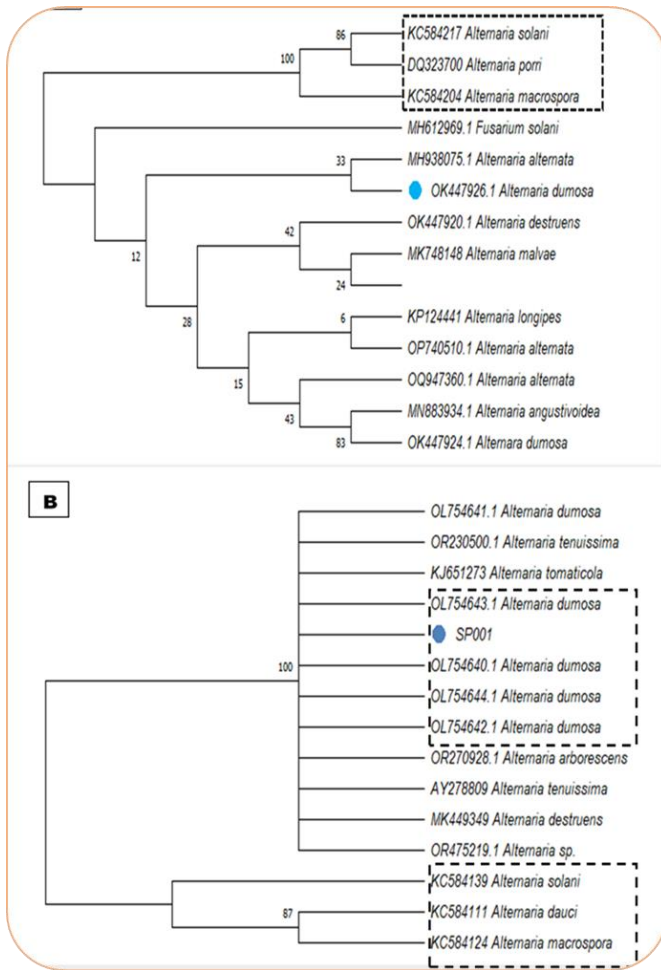 86
KC584217 Alternaria solani
100
DQ323700 Alternaria porri
KC584204 Alternaria macrospora
MH612969.1 Fusarium solani
33
MH938075.1 Alternaria alternata
OK447926.1 Alternaria dumosa
12
42
OK447920.1 Alternaria destruens
MK748148 Alternaria malvae
24
28
6
KP124441 Alternaria longipes
OP740510.1 Alternaria alternata
15
OQ947360.1 Alternaria alternata
43
MN883934.1 Alternaria angustivoidea
83
OK447924.1 Alternara dumosa
B
OL754641.1 Alternaria dumosa
OR230500.1 Alternaria tenuissima
KJ651273 Alternaria tomaticola
OL754643.1 Alternaria dumosa
SP001
100
OL754640.1 Alternaria dumosa
OL754644.1 Alternaria dumosa
OL754642.1 Alternaria dumosa
OR270928.1 Alternaria arborescens
AY278809 Alternaria tenuissima
MK449349 Alternaria destruens
OR475219.1 Alternaria sp.
KC584139 Alternaria solani
87
KC584111 Alternaria dauci
KC584124 Alternaria macrospora